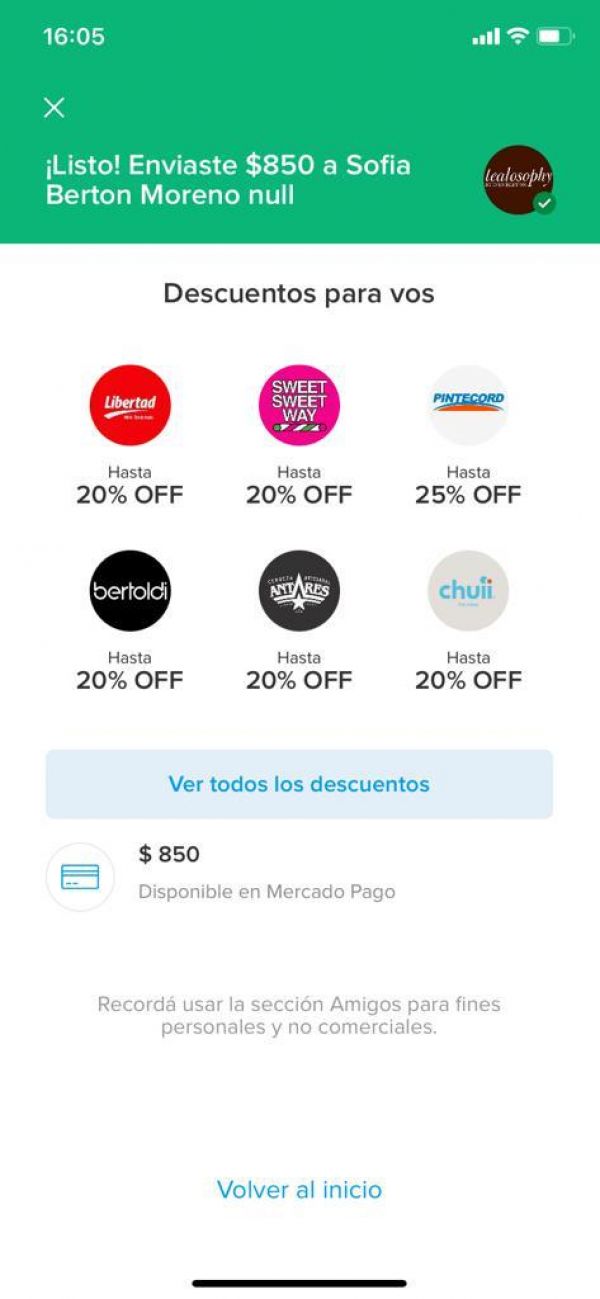 16:05
¡Listo! Enviaste $850 a Sofia
Berton Moreno null
lealosophy
Descuentos para vos
Libertad
SWEET
SWEET
WAY
PINTECORD
Hasta
Hasta
Hasta
20% OFF
20% OFF
25% OFF
bertoldi
CERVEZA ARTESANAL
ANTARES
chuii
Hasta
Hasta
Hasta
20% OFF
20% OFF
20% OFF
Ver todos los descuentos
$ 850
Disponible en Mercado Pago
Recordá usar la sección Amigos para fines
personales y no comerciales.
Volver al inicio